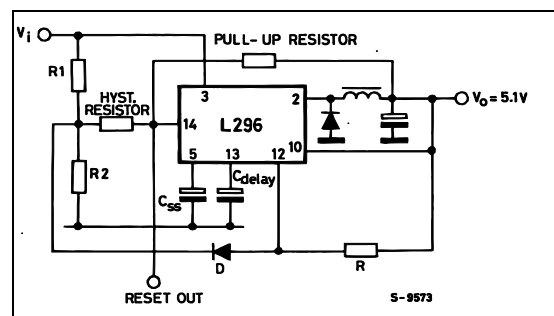 Vi
PULL-UP RESISTOR
R1
HYST.
RESISTOR
3
2
Vo = 5.1V
14
L296
10
5
13
12
R2
Css
Cdelay
D
R
RESET OUT
S-9573